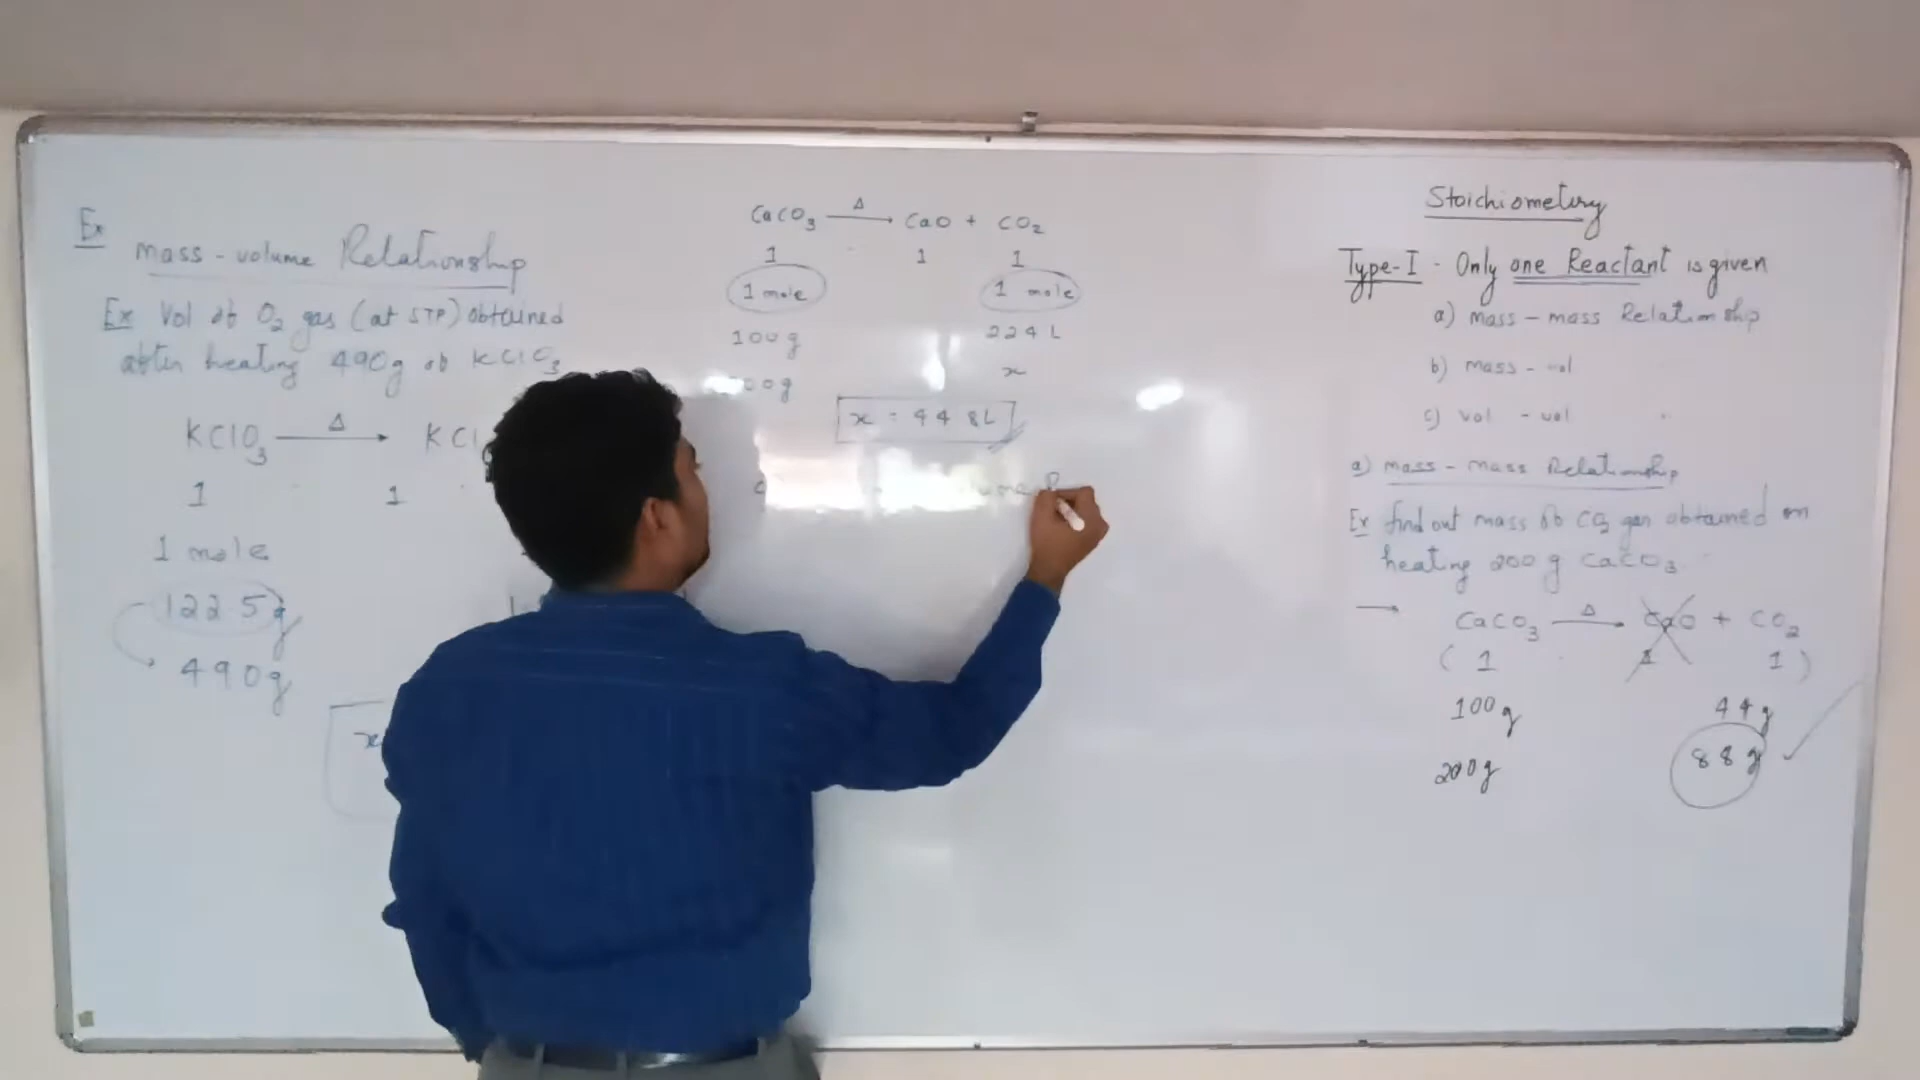 Ex
Mass - volume Relationship
Ex Vol of O2 gas (at STP) obtained
after heating 490g of KClO3
KClO3 —Δ→ KCl
1 1
1 mole
122.5g
490g
x
CaCO3 —Δ→ CaO + CO2
1 1 1
1 mole 1 mole
100g 22.4 L
00g x
x = 44.8L
Stoichiometry
Type-I - Only one Reactant is given
a) mass - mass Relationship
b) mass - vol
c) vol - vol
a) mass - mass Relationship
Ex find out mass of CO2 gas obtained on
heating 200 g CaCO3
→ CaCO3 —Δ→ CaO + CO2
( 1 1 1 )
100g 44g
200g 88g